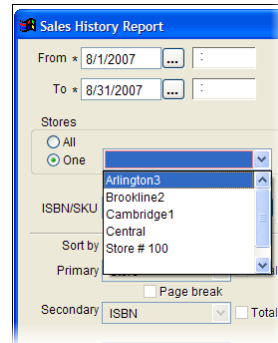 Sales History Report
From * 8/1/2007 ... :
To * 8/31/2007 ... :
Stores
All
One
Arlington3
Brookline2
Cambridge1
Central
Store # 100
ISBN/SKU
Sort by
Primary
Page break
Secondary ISBN Total